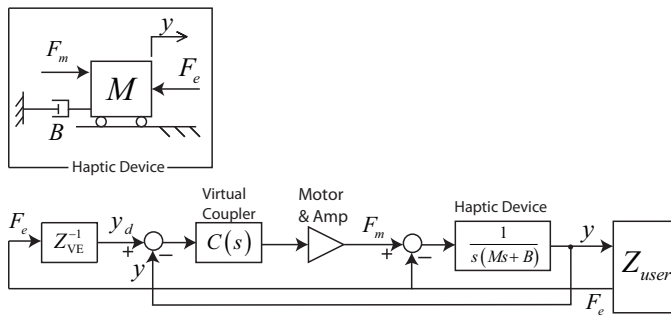 y
F_m
F_e
M
B
Haptic Device
Virtual
Coupler
Motor
& Amp
Haptic Device
F_e
Z_VE^{-1}
y_d
+
−
y
C(s)
F_m
+
−
1
s(Ms+B)
y
Z_user
F_e